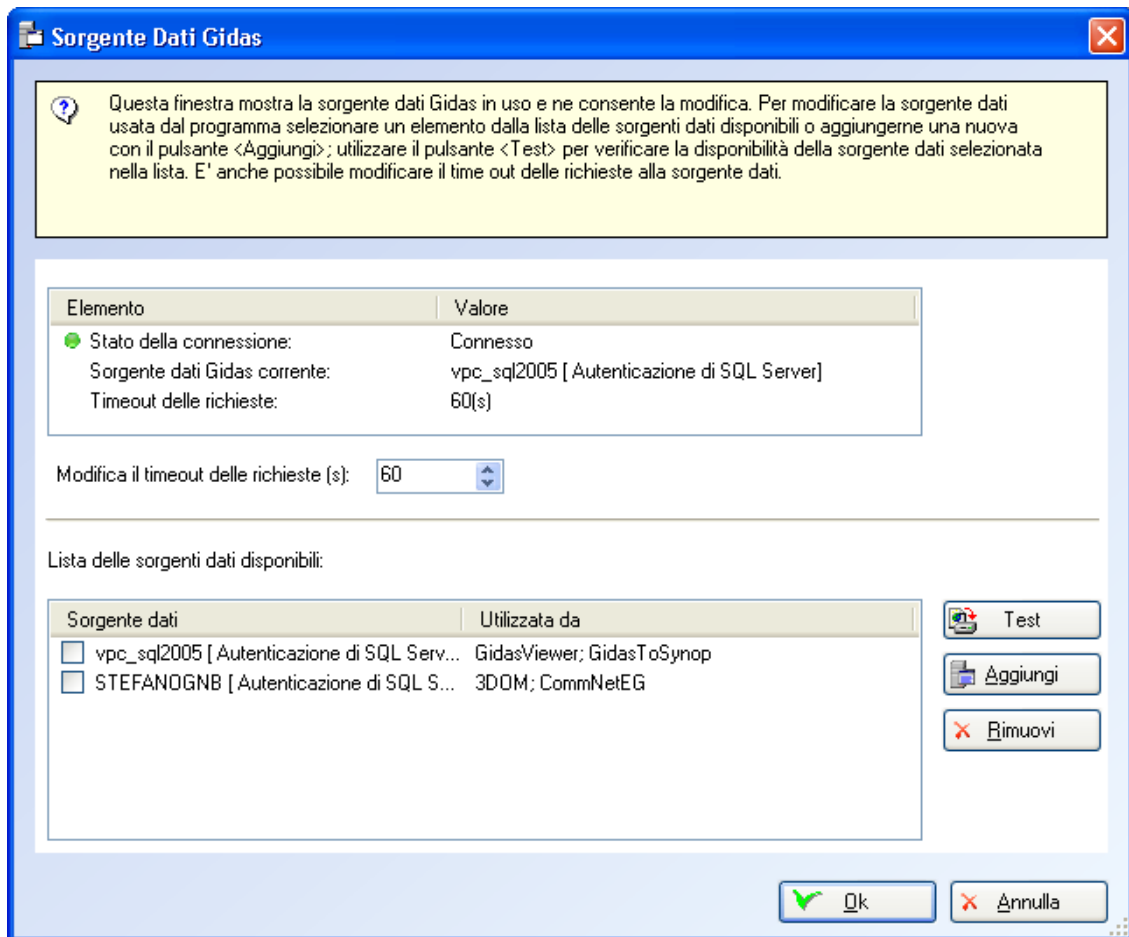 Sorgente Dati Gidas
Questa finestra mostra la sorgente dati Gidas in uso e ne consente la modifica. Per modificare la sorgente dati
usata dal programma selezionare un elemento dalla lista delle sorgenti dati disponibili o aggiungerne una nuova
con il pulsante <Aggiungi>; utilizzare il pulsante <Test> per verificare la disponibilità della sorgente dati selezionata
nella lista. E' anche possibile modificare il time out delle richieste alla sorgente dati.
Elemento Valore
Stato della connessione: Connesso
Sorgente dati Gidas corrente: vpc_sql2005 [ Autenticazione di SQL Server]
Timeout delle richieste: 60(s)
Modifica il timeout delle richieste (s): 60
Lista delle sorgenti dati disponibili:
Sorgente dati Utilizzata da
vpc_sql2005 [ Autenticazione di SQL Serv... GidasViewer; GidasToSynop
STEFANOGNB [ Autenticazione di SQL S... 3DOM; CommNetEG
Test
Aggiungi
Rimuovi
Ok Annulla